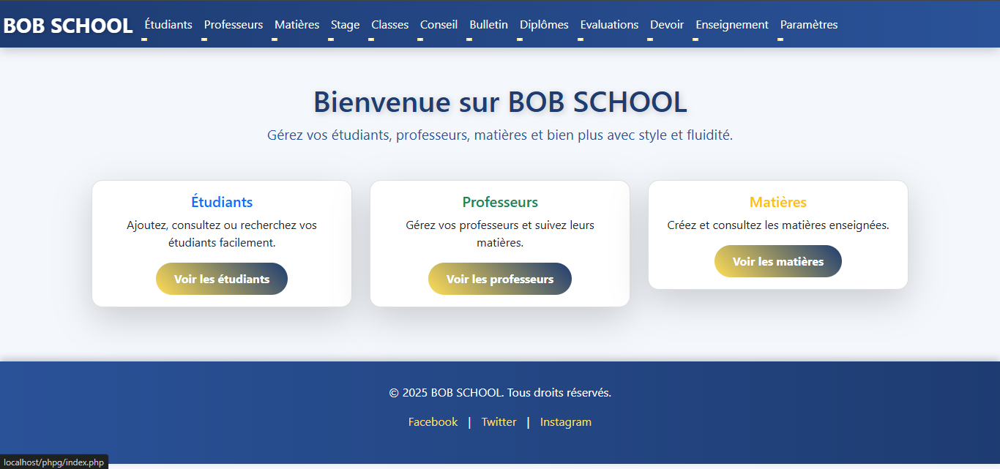 BOB SCHOOL Étudiants Professeurs Matières Stage Classes Conseil Bulletin Diplômes Evaluations Devoir Enseignement Paramètres
Bienvenue sur BOB SCHOOL
Gérez vos étudiants, professeurs, matières et bien plus avec style et fluidité.
Étudiants
Ajoutez, consultez ou recherchez vos
étudiants facilement.
Voir les étudiants
Professeurs
Gérez vos professeurs et suivez leurs
matières.
Voir les professeurs
Matières
Créez et consultez les matières enseignées.
Voir les matières
© 2025 BOB SCHOOL. Tous droits réservés.
Facebook | Twitter | Instagram
localhost/phpg/index.php